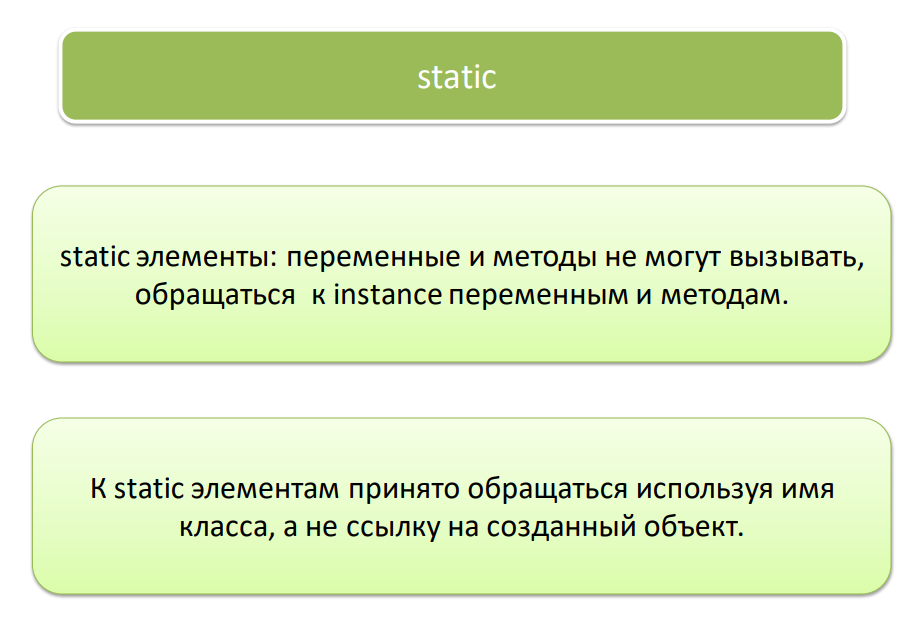 static
static элементы: переменные и методы не могут вызывать,
обращаться к instance переменным и методам.
К static элементам принято обращаться используя имя
класса, а не ссылку на созданный объект.